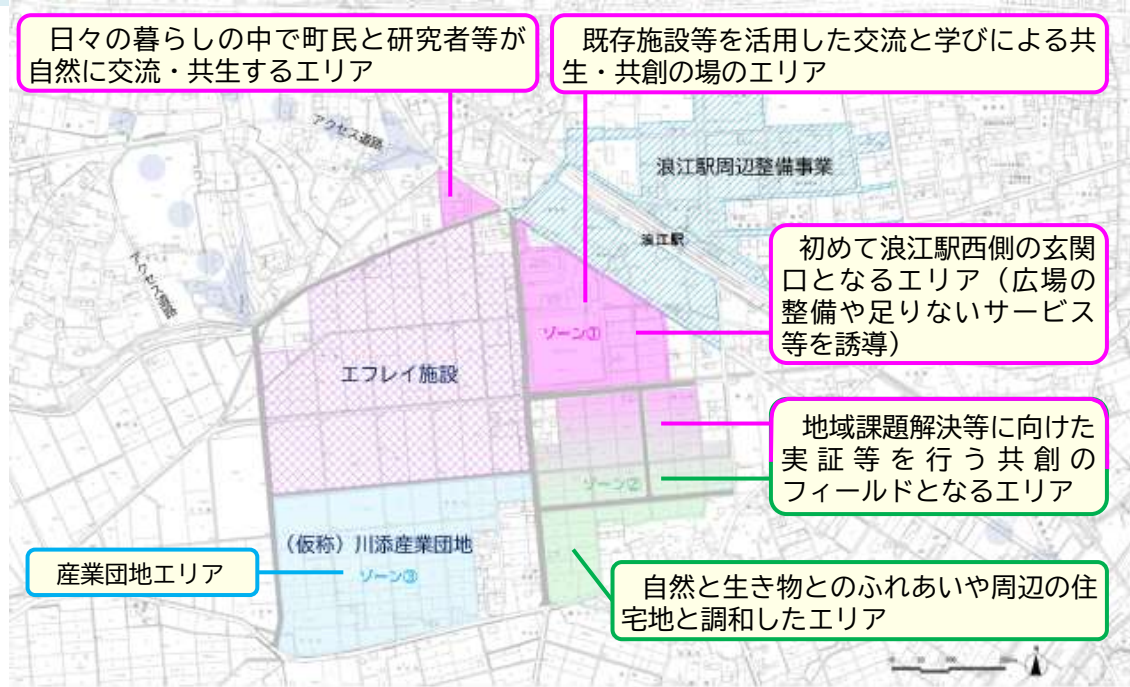 日々の暮らしの中で町民と研究者等が
自然に交流・共生するエリア
既存施設等を活用した交流と学びによる共
生・共創の場のエリア
アクセス道路
浪江駅周辺整備事業
浪江駅
アクセス道路
初めて浪江駅西側の玄関
口となるエリア（広場の
整備や足りないサービス
等を誘導）
ゾーン①
エフレイ施設
地域課題解決等に向けた
実証等を行う共創の
フィールドとなるエリア
ゾーン②
（仮称）川添産業団地
産業団地エリア
ゾーン③
自然と生き物とのふれあいや周辺の住
宅地と調和したエリア